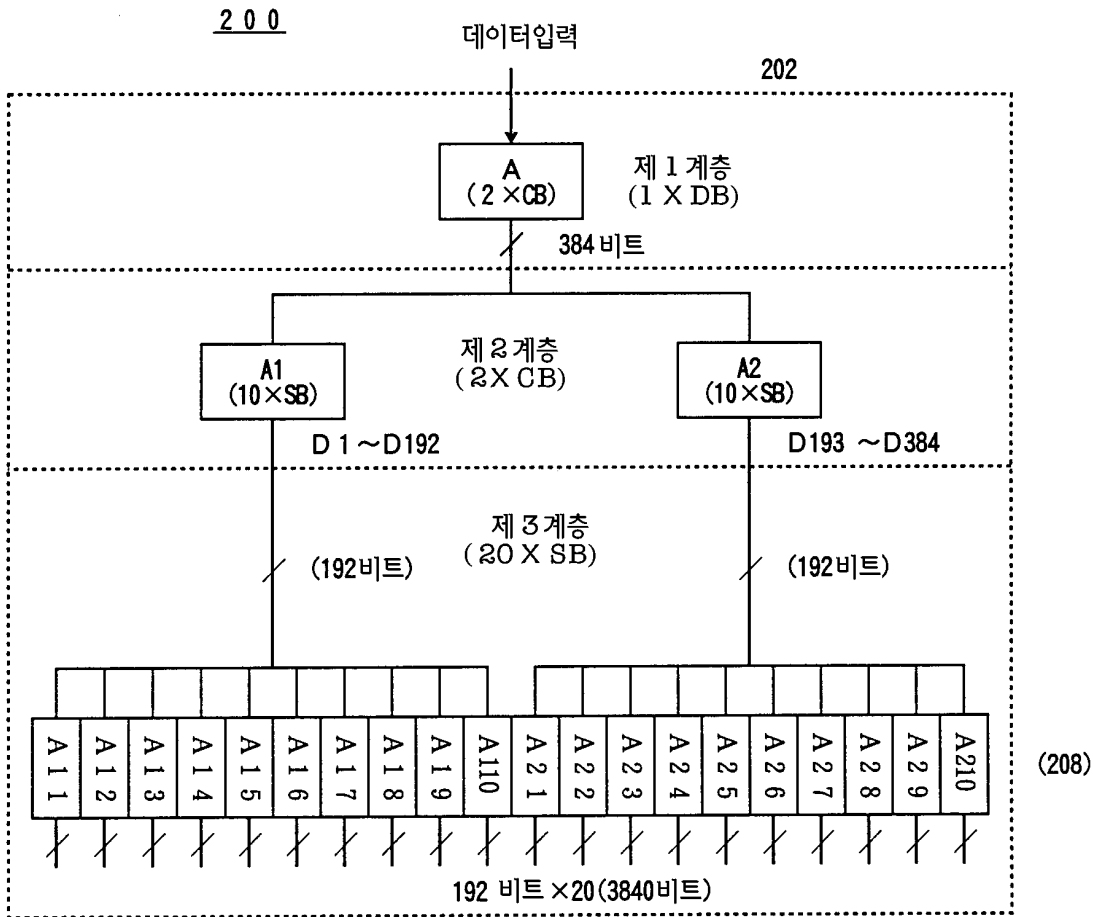 200
데이터입력
202
A
(2×CB)
제1계층
(1 X DB)
384비트
제2계층
(2X CB)
A1
(10×SB)
A2
(10×SB)
D1~D192
D193 ~D384
제3계층
(20 X SB)
(192비트)
(192비트)
A11
A12
A13
A14
A15
A16
A17
A18
A19
A110
A21
A22
A23
A24
A25
A26
A27
A28
A29
A210
(208)
192 비트 ×20(3840비트)